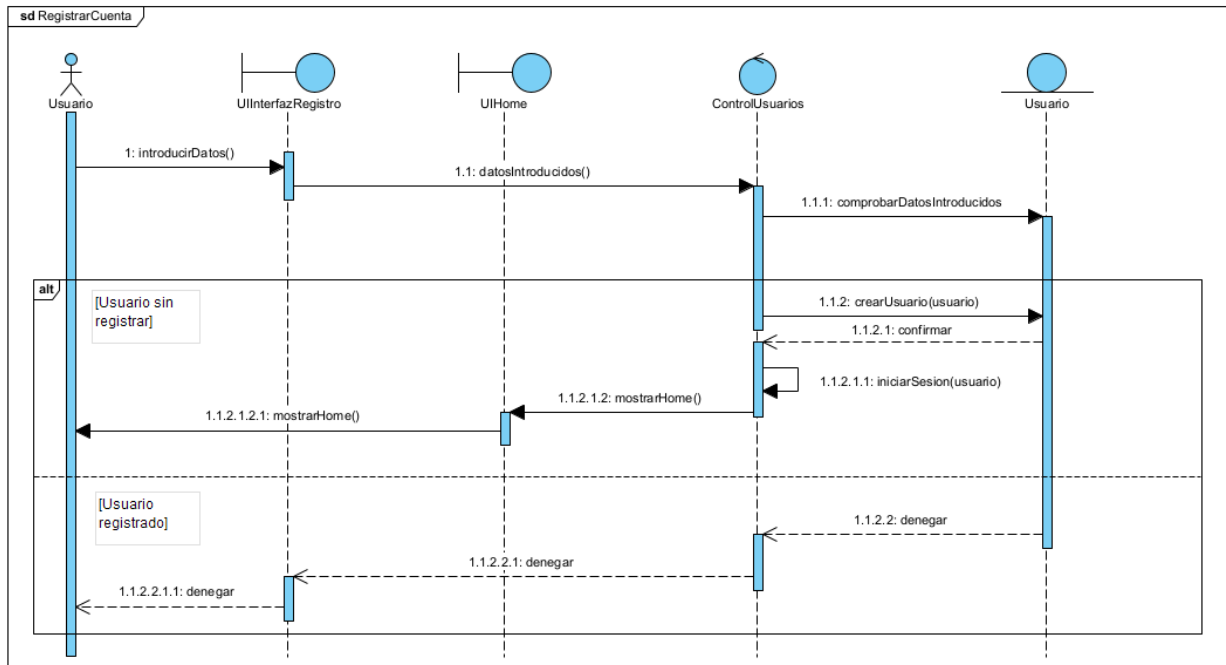 sd RegistrarCuenta
Usuario
UIInterfazRegistro
UIHome
ControlUsuarios
Usuario
1: introducirDatos()
1.1: datosIntroducidos()
1.1.1: comprobarDatosIntroducidos
alt
[Usuario sin
registrar]
1.1.2: crearUsuario(usuario)
1.1.2.1: confirmar
1.1.2.1.1: iniciarSesion(usuario)
1.1.2.1.2: mostrarHome()
1.1.2.1.2.1: mostrarHome()
[Usuario
registrado]
1.1.2.2: denegar
1.1.2.2.1: denegar
1.1.2.2.1.1: denegar